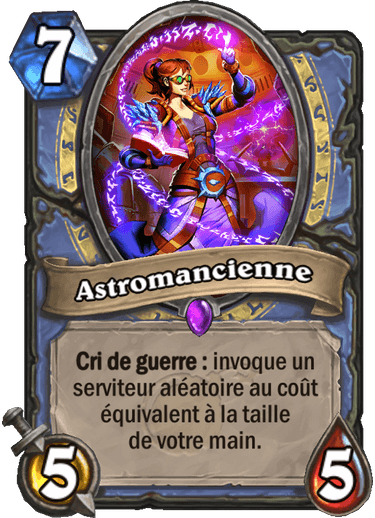 7
Astromancienne
Cri de guerre : invoque un
serviteur aléatoire au coût
équivalent à la taille
de votre main.
5 5